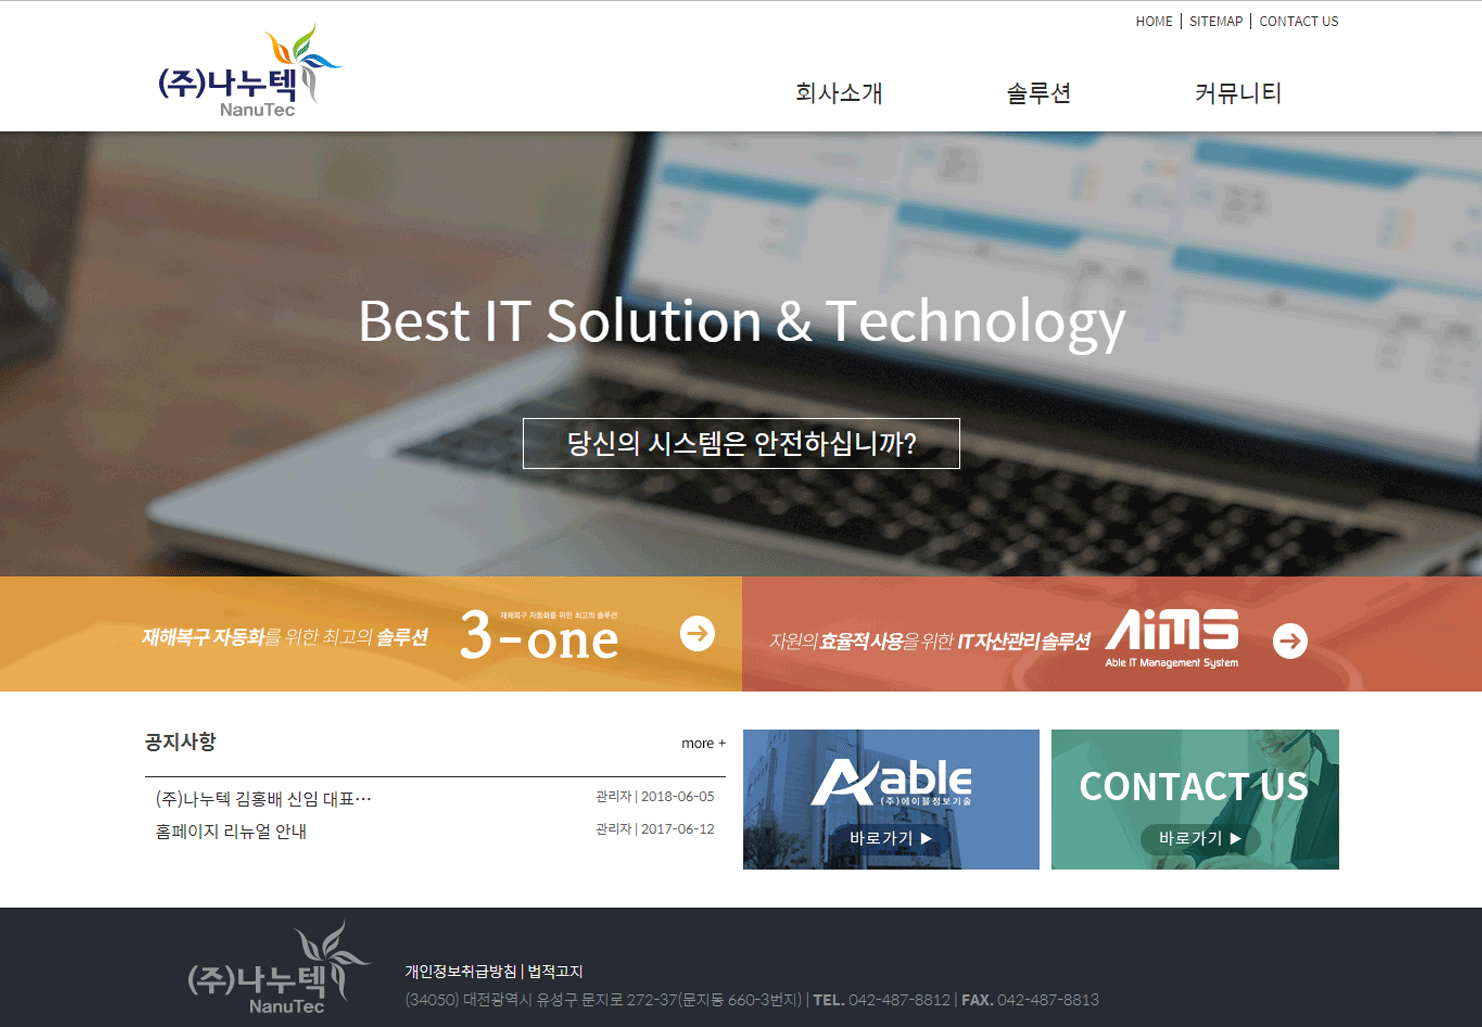 HOME | SITEMAP | CONTACT US
(주)나누텍
NanuTec
회사소개 솔루션 커뮤니티
Best IT Solution & Technology
당신의 시스템은 안전하십니까?
재해복구 자동화를 위한 최고의 솔루션
재해복구 자동화를 위한 최고의 솔루션
3-one
자원의 효율적 사용을 위한 IT 자산관리 솔루션
AiMS
Able IT Management System
공지사항 more +
(주)나누텍 김홍배 신임 대표… 관리자 | 2018-06-05
홈페이지 리뉴얼 안내 관리자 | 2017-06-12
able
(주)에이블정보기술
바로가기 ▶
CONTACT US
바로가기 ▶
(주)나누텍
NanuTec
개인정보취급방침 | 법적고지
(34050) 대전광역시 유성구 문지로 272-37(문지동 660-3번지) | TEL. 042-487-8812 | FAX. 042-487-8813